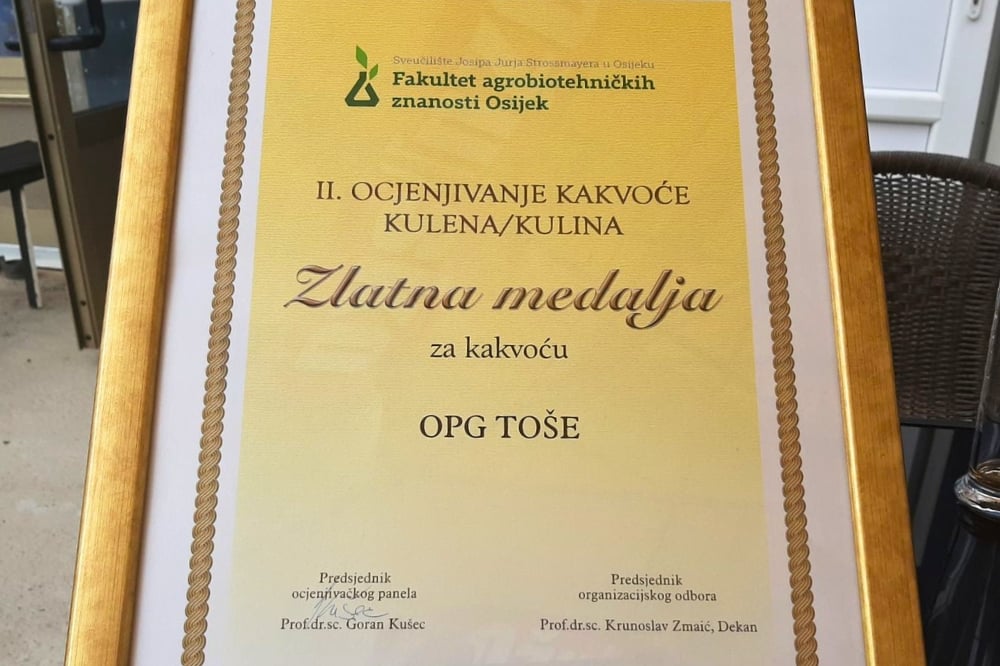 Sveučilište Josipa Jurja Strossmayera u Osijeku
Fakultet agrobiotehničkih
znanosti Osijek
II. OCJENJIVANJE KAKVOĆE
KULENA/KULINA
Zlatna medalja
za kakvoću
OPG TOŠE
Predsjednik
ocjenjivačkog panela
Prof.dr.sc. Goran Kušec
Predsjednik
organizacijskog odbora
Prof.dr.sc. Krunoslav Zmaić, Dekan